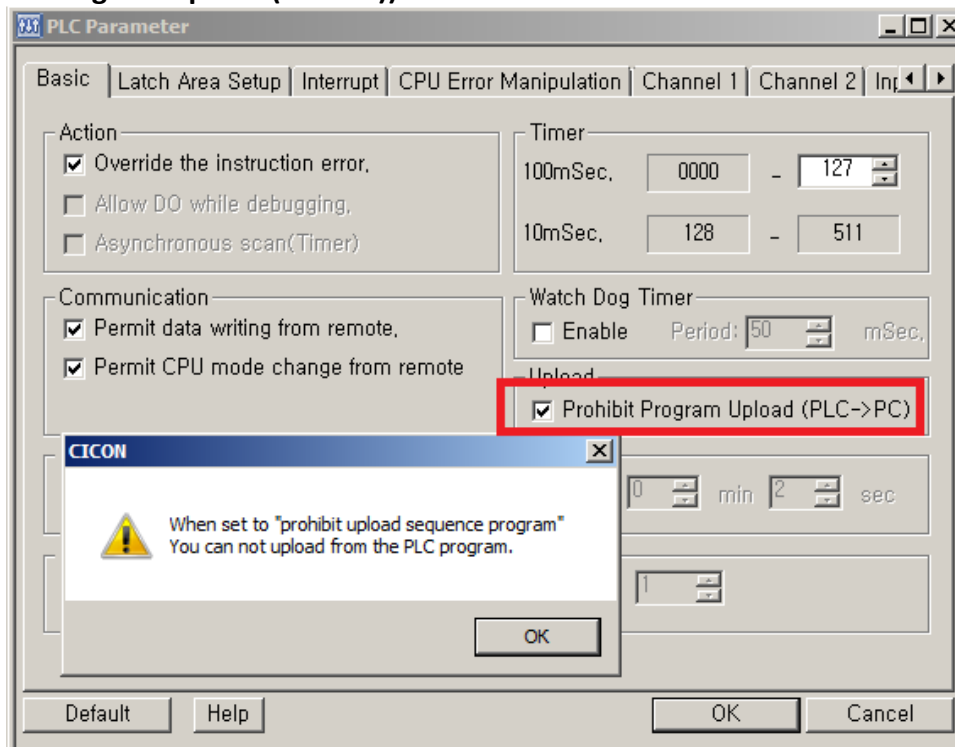 PLC Parameter
Basic Latch Area Setup Interrupt CPU Error Manipulation Channel 1 Channel 2
Action
Override the instruction error,
Allow DO while debugging,
Asynchronous scan(Timer)
Timer
100mSec, 0000 - 127
10mSec, 128 - 511
Communication
Permit data writing from remote,
Permit CPU mode change from remote
Watch Dog Timer
Enable Period: 50 mSec,
Upload
Prohibit Program Upload (PLC->PC)
0 min 2 sec
1
CICON
When set to "prohibit upload sequence program"
You can not upload from the PLC program.
OK
Default Help OK Cancel